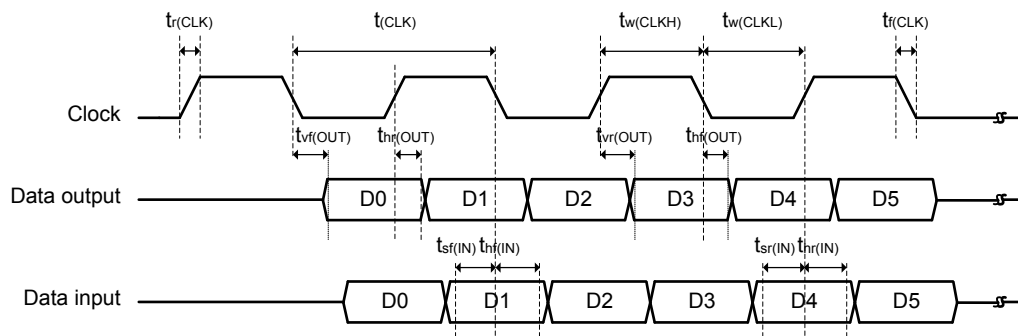 tr(CLK) t(CLK) tw(CLKH) tw(CLKL) tf(CLK)
Clock
tvf(OUT) thr(OUT) tvr(OUT) thf(OUT)
Data output D0 D1 D2 D3 D4 D5
tsf(IN) thf(IN) tsr(IN) thr(IN)
Data input D0 D1 D2 D3 D4 D5